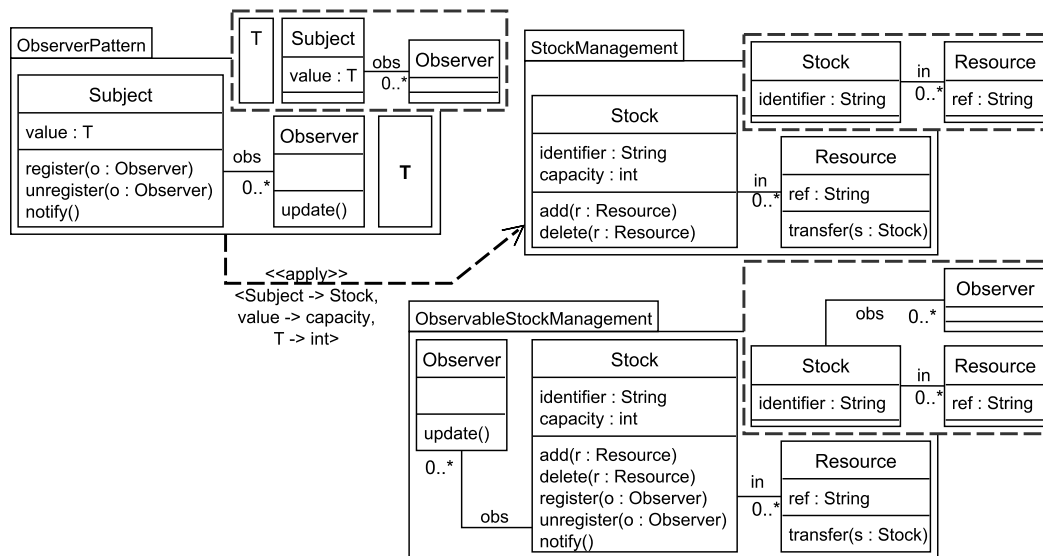 ObserverPattern
T
Subject
value : T
obs
0..*
Observer
Subject
value : T
register(o : Observer)
unregister(o : Observer)
notify()
obs
0..*
Observer
update()
T
<<apply>>
<Subject -> Stock,
value -> capacity,
T -> int>
StockManagement
Stock
identifier : String
in
0..*
Resource
ref : String
Stock
identifier : String
capacity : int
add(r : Resource)
delete(r : Resource)
in
0..*
Resource
ref : String
transfer(s : Stock)
ObservableStockManagement
Observer
obs
0..*
Stock
identifier : String
in
0..*
Resource
ref : String
Observer
update()
0..*
obs
Stock
identifier : String
capacity : int
add(r : Resource)
delete(r : Resource)
register(o : Observer)
unregister(o : Observer)
notify()
in
0..*
Resource
ref : String
transfer(s : Stock)